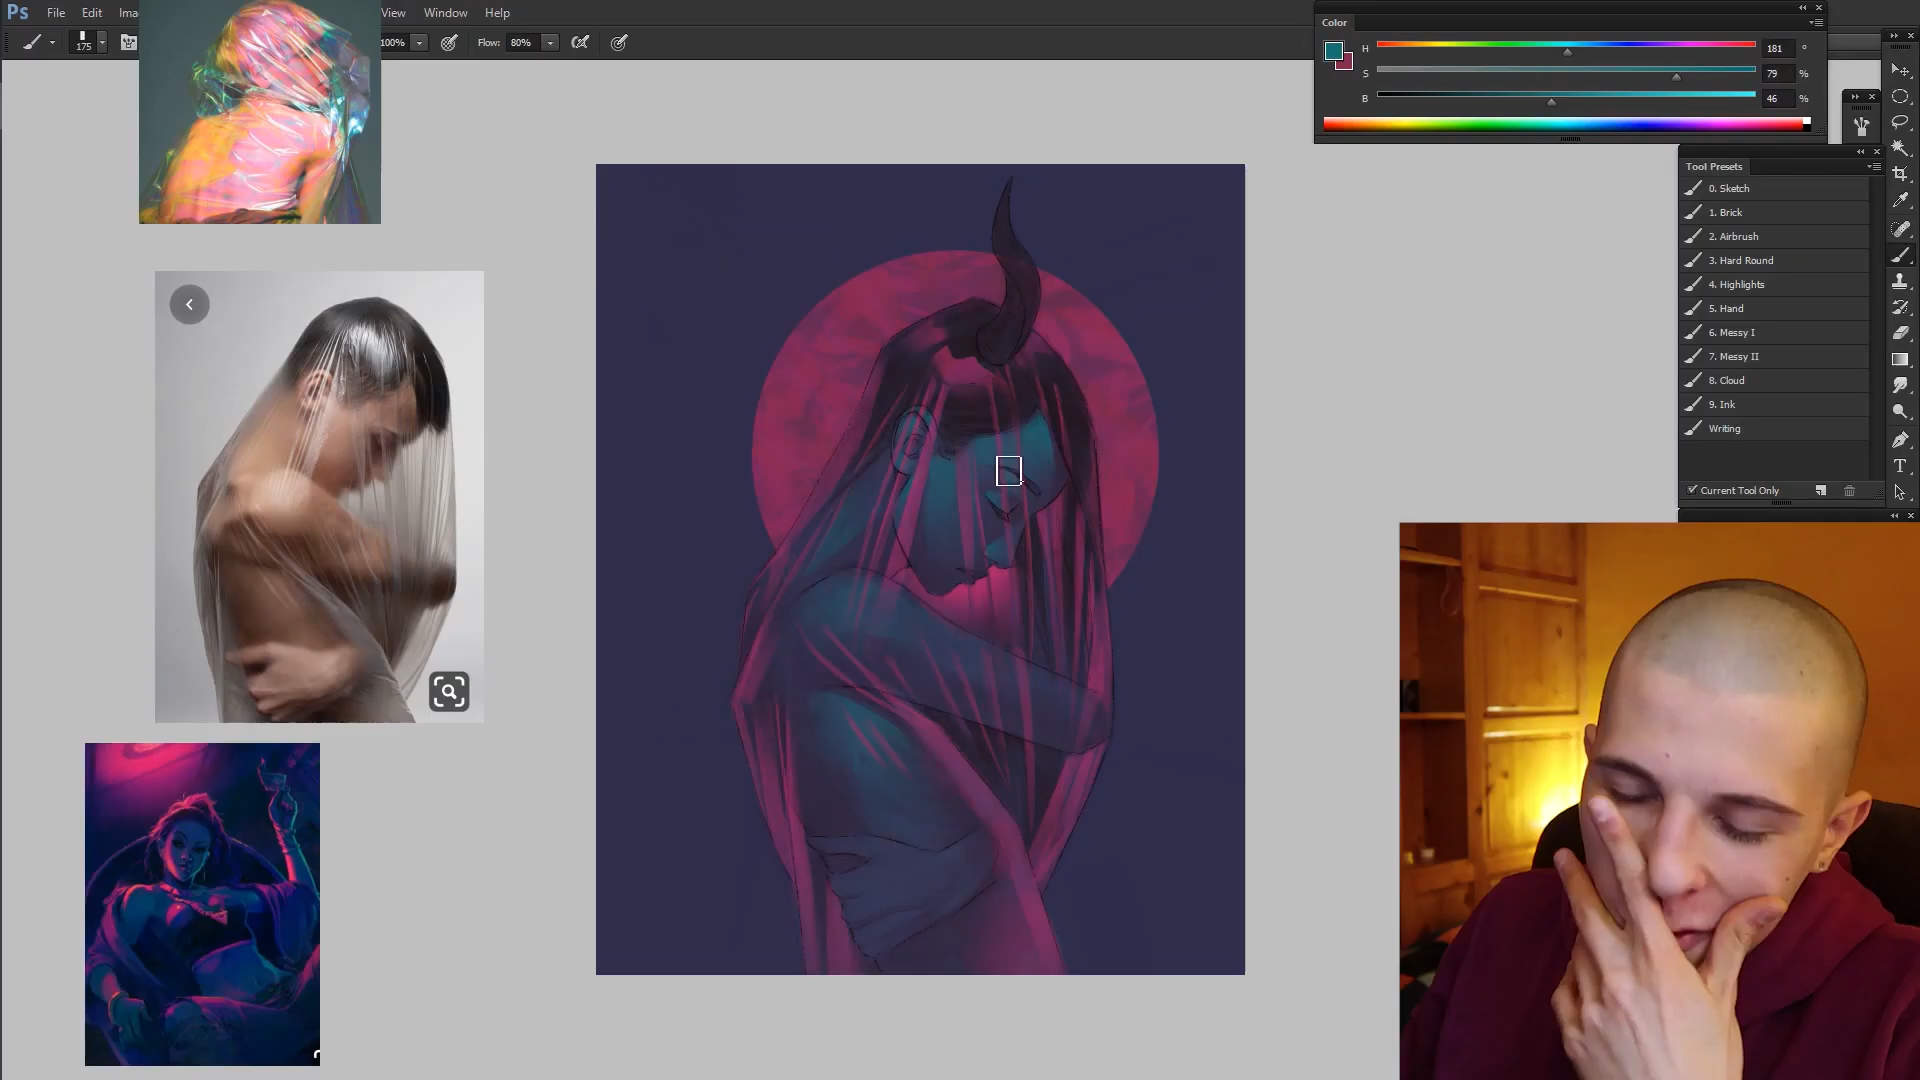 Ps File Edit Ima View Window Help
175 100% Flow: 80%
Color
H 181 °
S 79 %
B 46 %
Tool Presets
0. Sketch
1. Brick
2. Airbrush
3. Hard Round
4. Highlights
5. Hand
6. Messy I
7. Messy II
8. Cloud
9. Ink
Writing
Current Tool Only